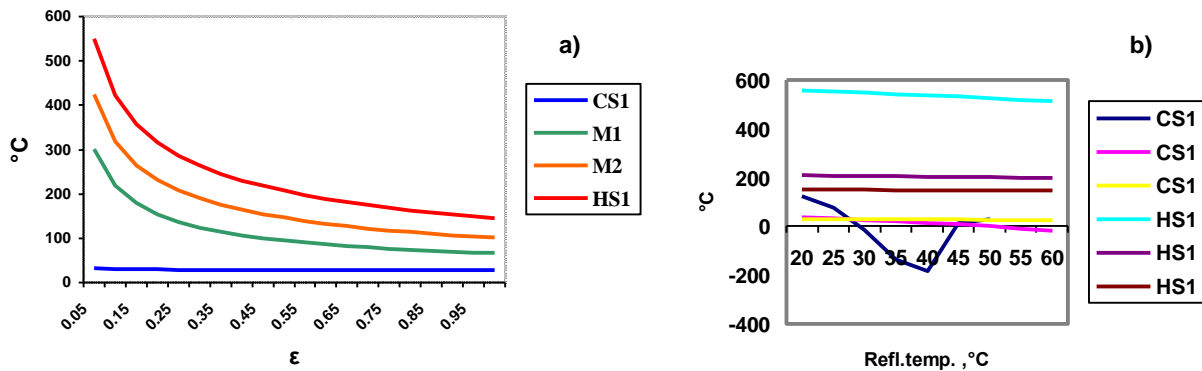 a)
600
500
400
300
200
100
0
°C
0.05
0.15
0.25
0.35
0.45
0.55
0.65
0.75
0.85
0.95
ε
CS1
M1
M2
HS1
b)
600
400
200
0
-200
-400
°C
20 25 30 35 40 45 50 55 60
Refl.temp. ,°C
CS1
CS1
CS1
HS1
HS1
HS1